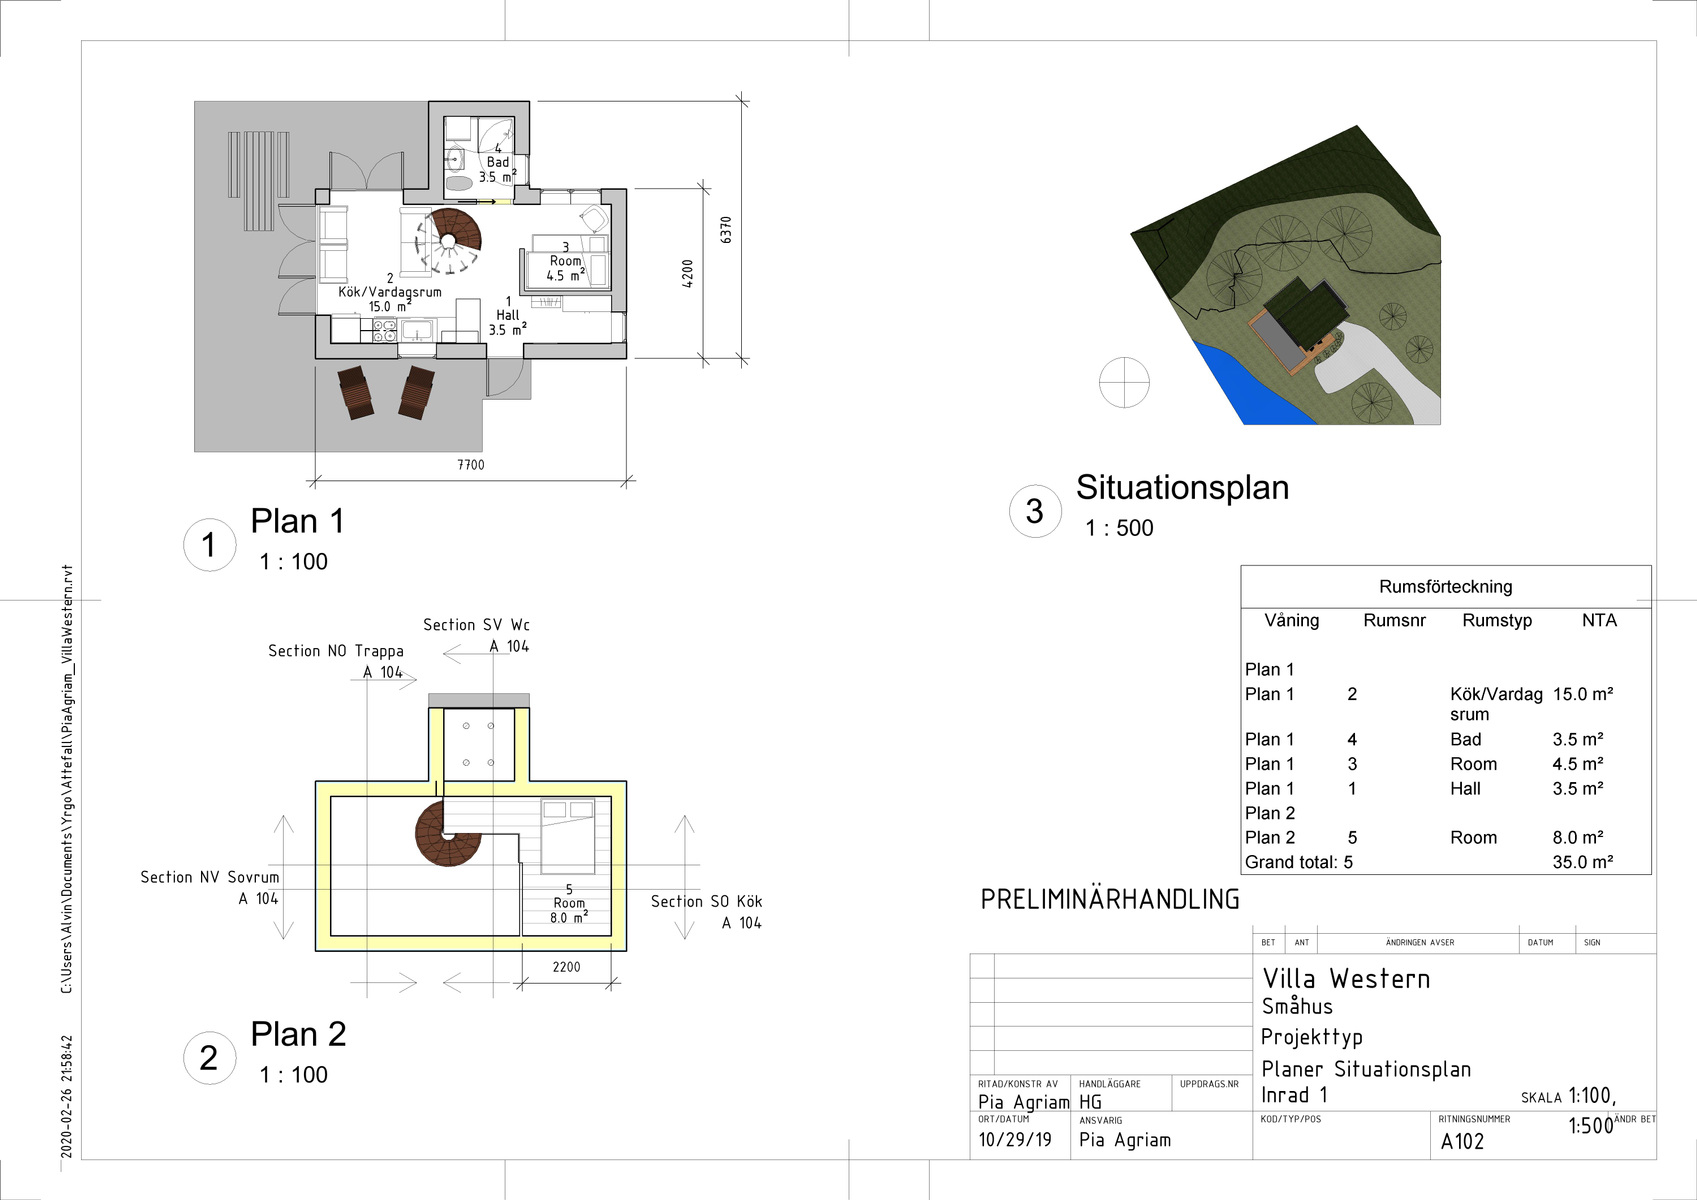 4
Bad
3.5 m²
3
Room
4.5 m²
2
Kök/Vardagsrum
15.0 m²
1
Hall
3.5 m²
4200
6370
7700
1
Plan 1
1 : 100
3
Situationsplan
1 : 500
Section SV Wc
A 104
Section NO Trappa
A 104
Section NV Sovrum
A 104
Section SO Kök
A 104
5
Room
8.0 m²
2200
2
Plan 2
1 : 100
Rumsförteckning
Våning Rumsnr Rumstyp NTA
Plan 1
Plan 1 2 Kök/Vardag 15.0 m²
srum
Plan 1 4 Bad 3.5 m²
Plan 1 3 Room 4.5 m²
Plan 1 1 Hall 3.5 m²
Plan 2
Plan 2 5 Room 8.0 m²
Grand total: 5 35.0 m²
PRELIMINÄRHANDLING
BET ANT ÄNDRINGEN AVSER DATUM SIGN
Villa Western
Småhus
Projekttyp
Planer Situationsplan
Inrad 1
SKALA 1:100,
1:500
RITAD/KONSTR AV HANDLÄGGARE UPPDRAGS.NR
Pia Agriam HG
ORT/DATUM ANSVARIG
10/29/19 Pia Agriam
KOD/TYP/POS RITNINGSNUMMER ÄNDR BET
A102
C:\Users\Alvin\Documents\Yrgo\Attefall\PiaAgriam_VillaWestern.rvt
2020-02-26 21:58:42